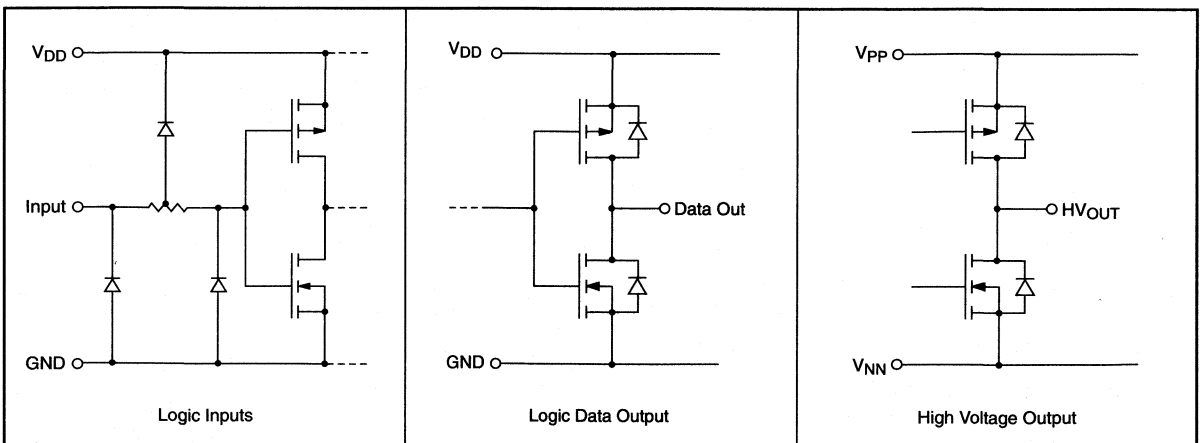 VDD
Input
GND
Logic Inputs
VDD
Data Out
GND
Logic Data Output
VPP
HVOUT
VNN
High Voltage Output